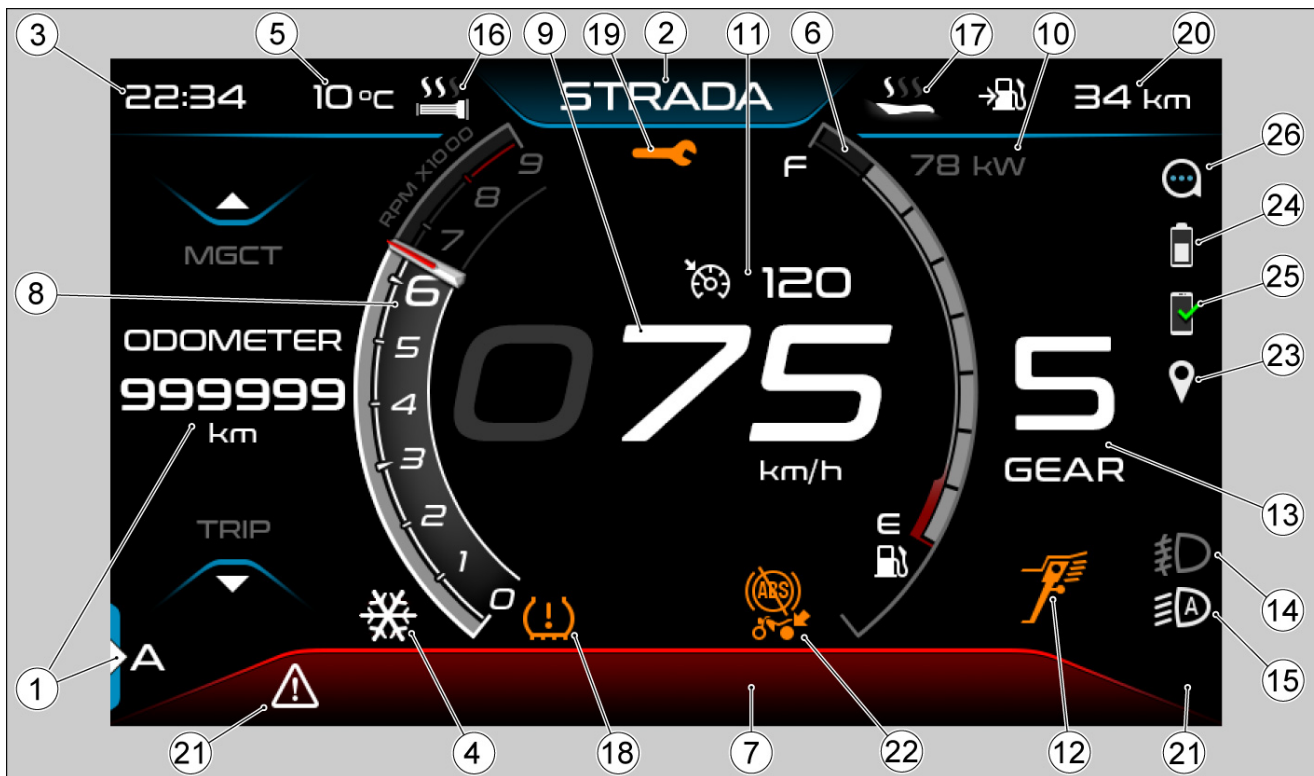 3 5 16 9 19 2 11 6 17 10 20
22:34 10 °C STRADA 34 km
RPM X1000
9
8
7
6
5
4
3
2
1
0
F
78 kW
26
24
25
23
MGCT
8
120
ODOMETER
999999
km
075
km/h
5
GEAR
13
TRIP
E
ABS
!
A
14
15
1
A
!
21 4 18 7 22 12 21